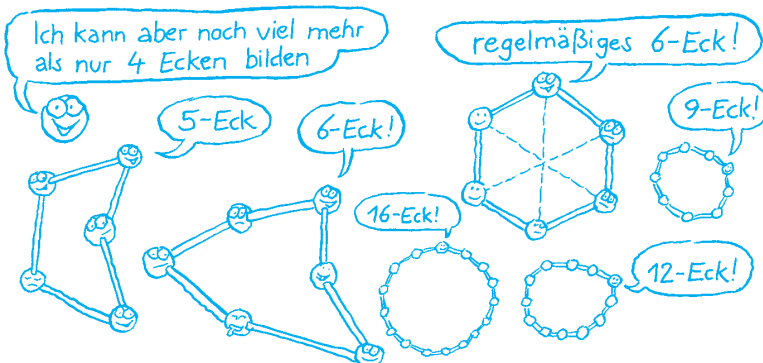 Ich kann aber noch viel mehr
als nur 4 Ecken bilden
regelmäßiges 6-Eck!
5-Eck
6-Eck!
9-Eck!
16-Eck!
12-Eck!